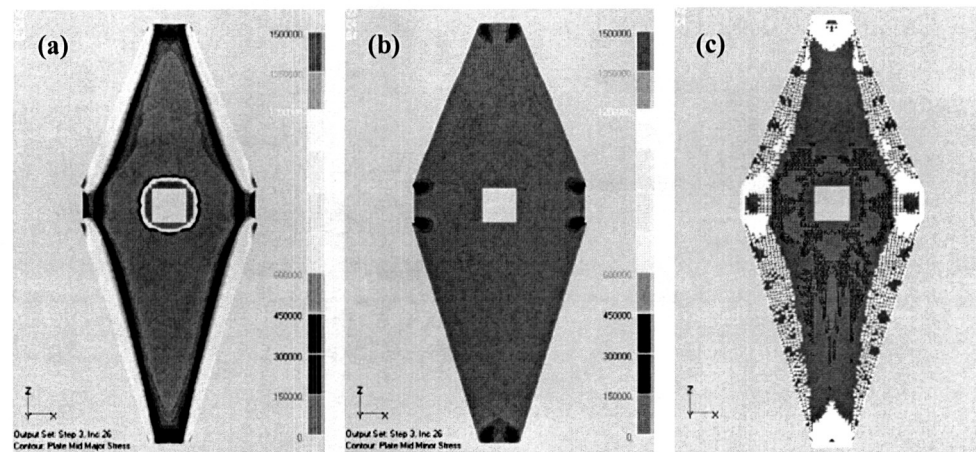 (a)
1500000.
1350000.
1200000.
600000.
450000.
300000.
150000.
0.
Z
X
Output Set: Step 3, Inc 26
Contour: Plate Mid Major Stress
(b)
1500000.
1350000.
1200000.
600000.
450000.
300000.
150000.
0.
Z
X
Output Set: Step 3, Inc 26
Contour: Plate Mid Minor Stress
(c)
Z
X